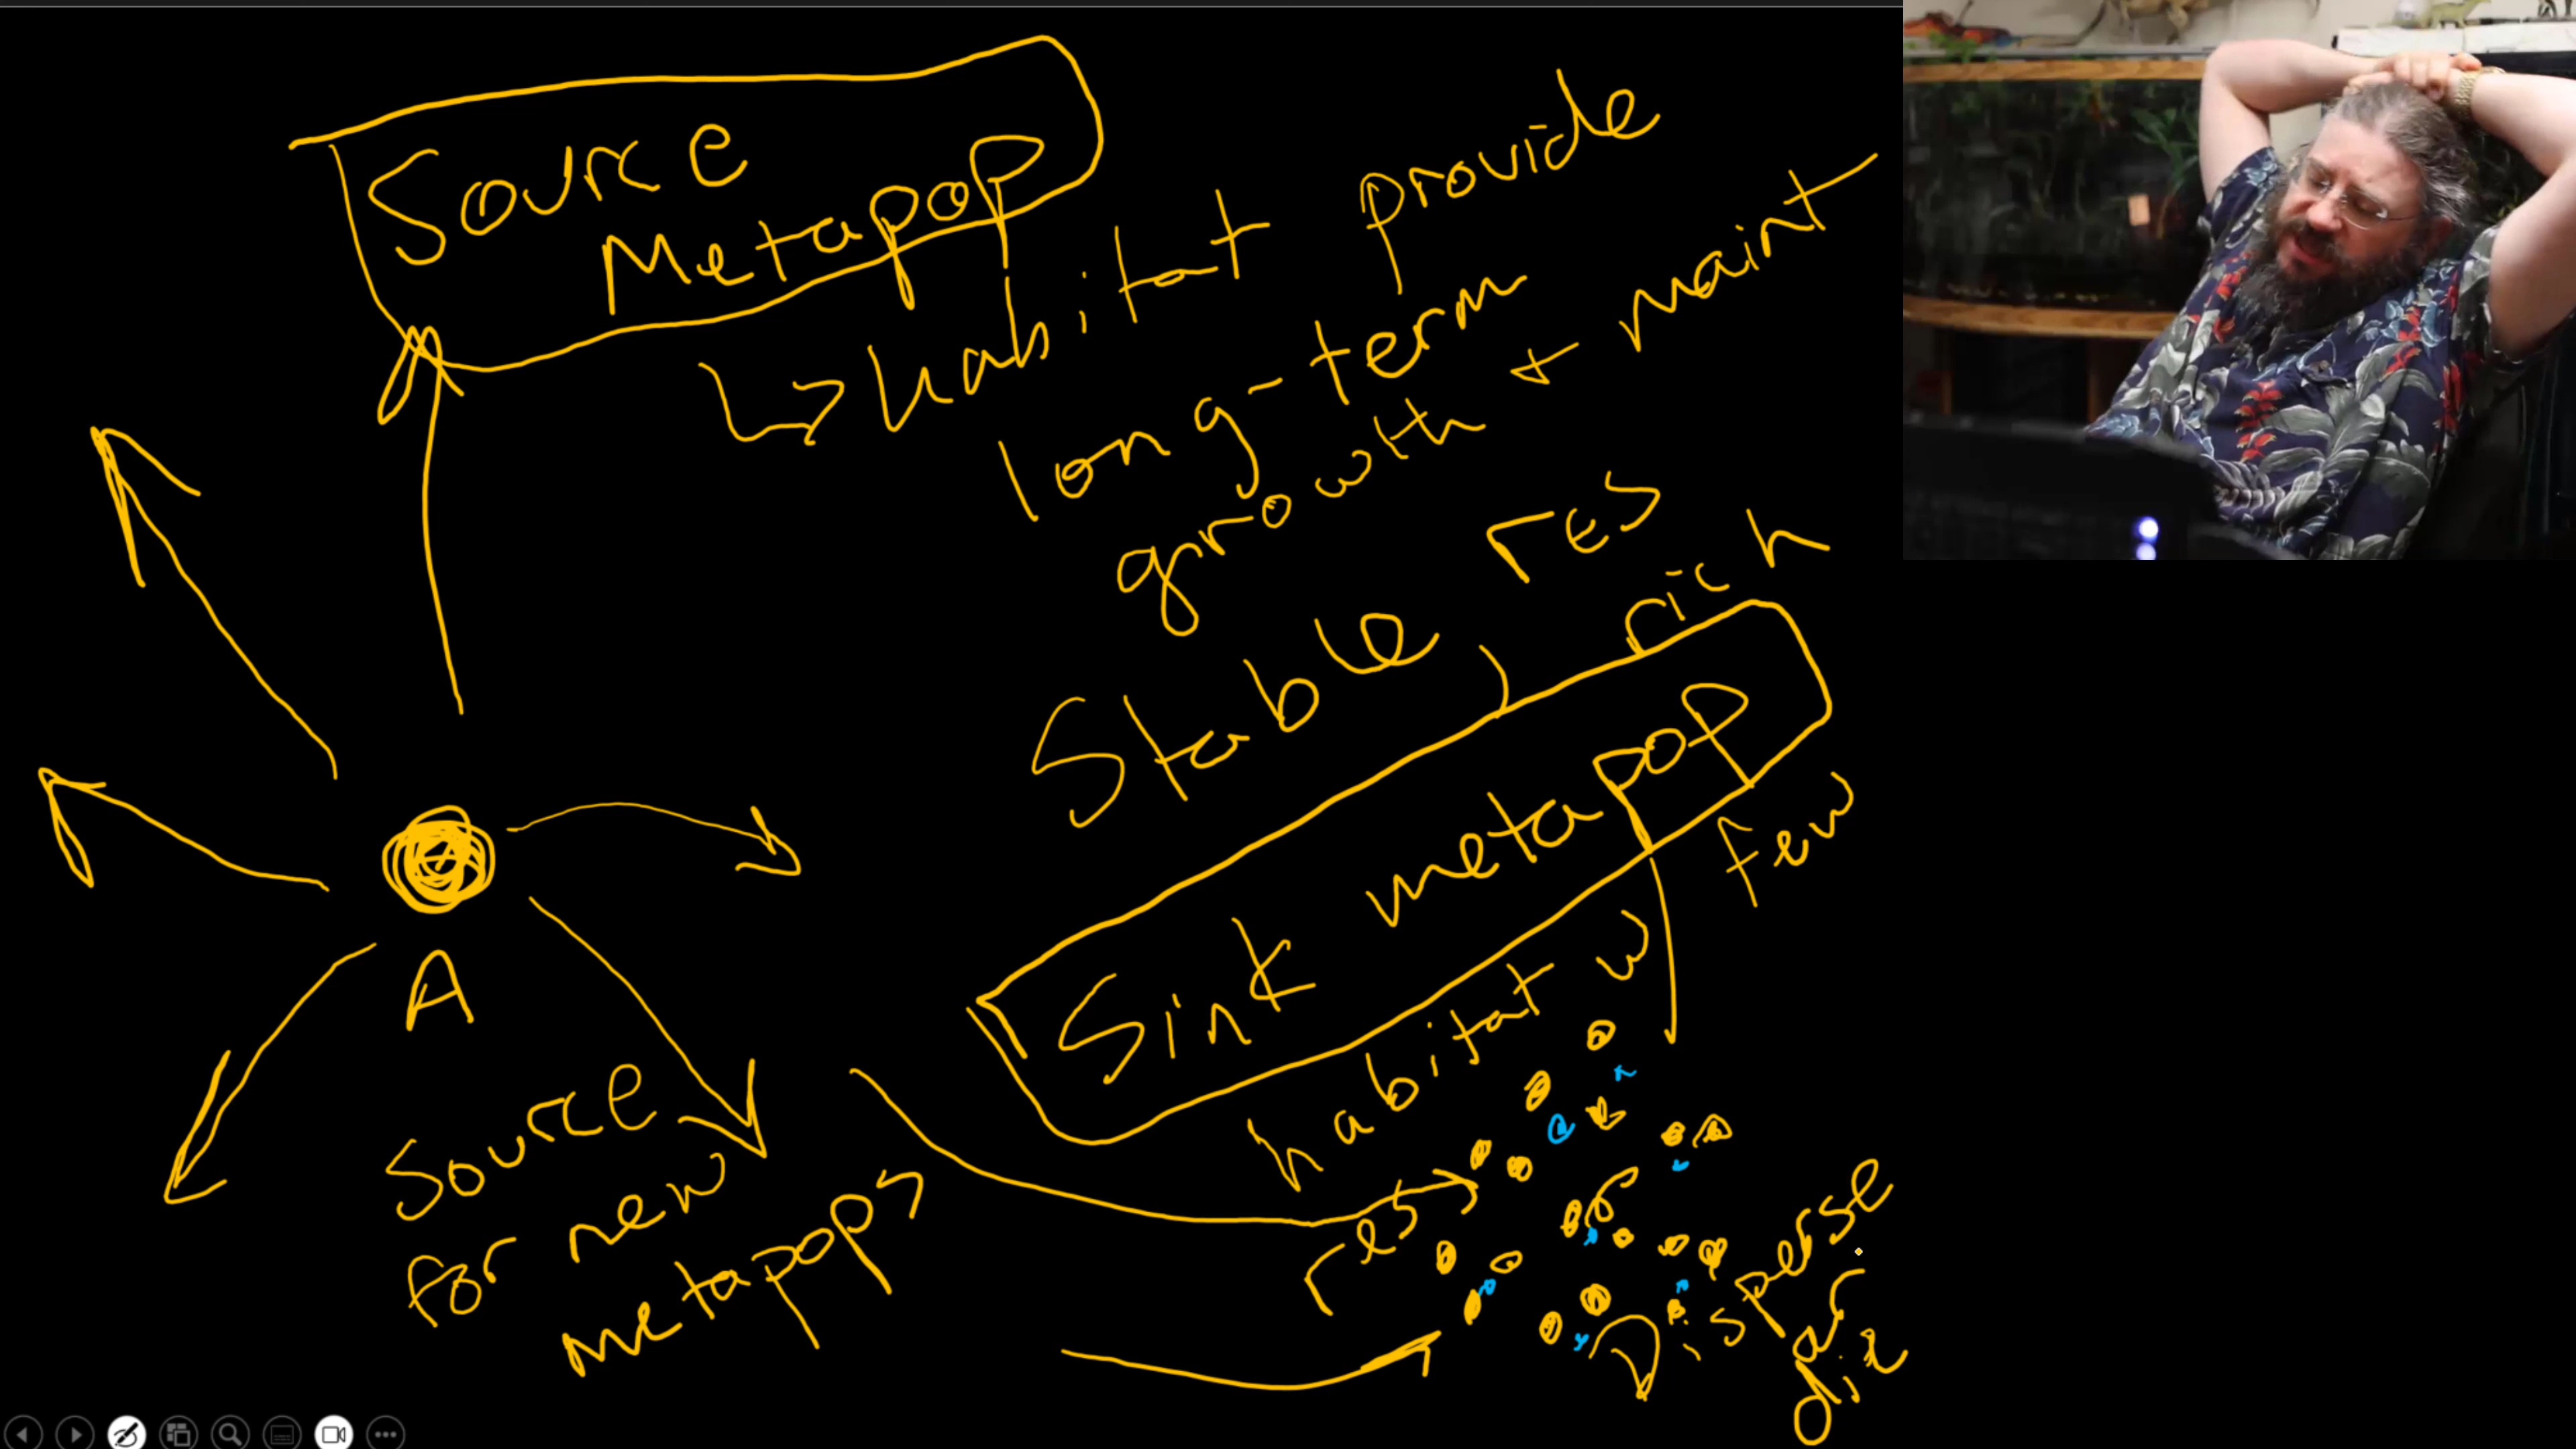 Source
Metapop
habitat provide
long-term
growth + maint
Stable, res
rich
Sink metapop
habitat w few
res
Disperse
or
die
A
Source
for new
metapops